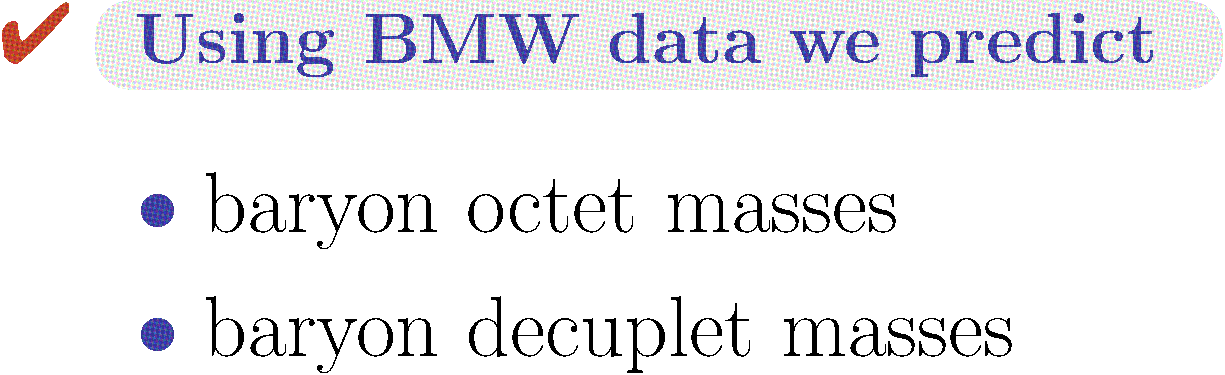 ✔ Using BMW data we predict
• baryon octet masses
• baryon decuplet masses